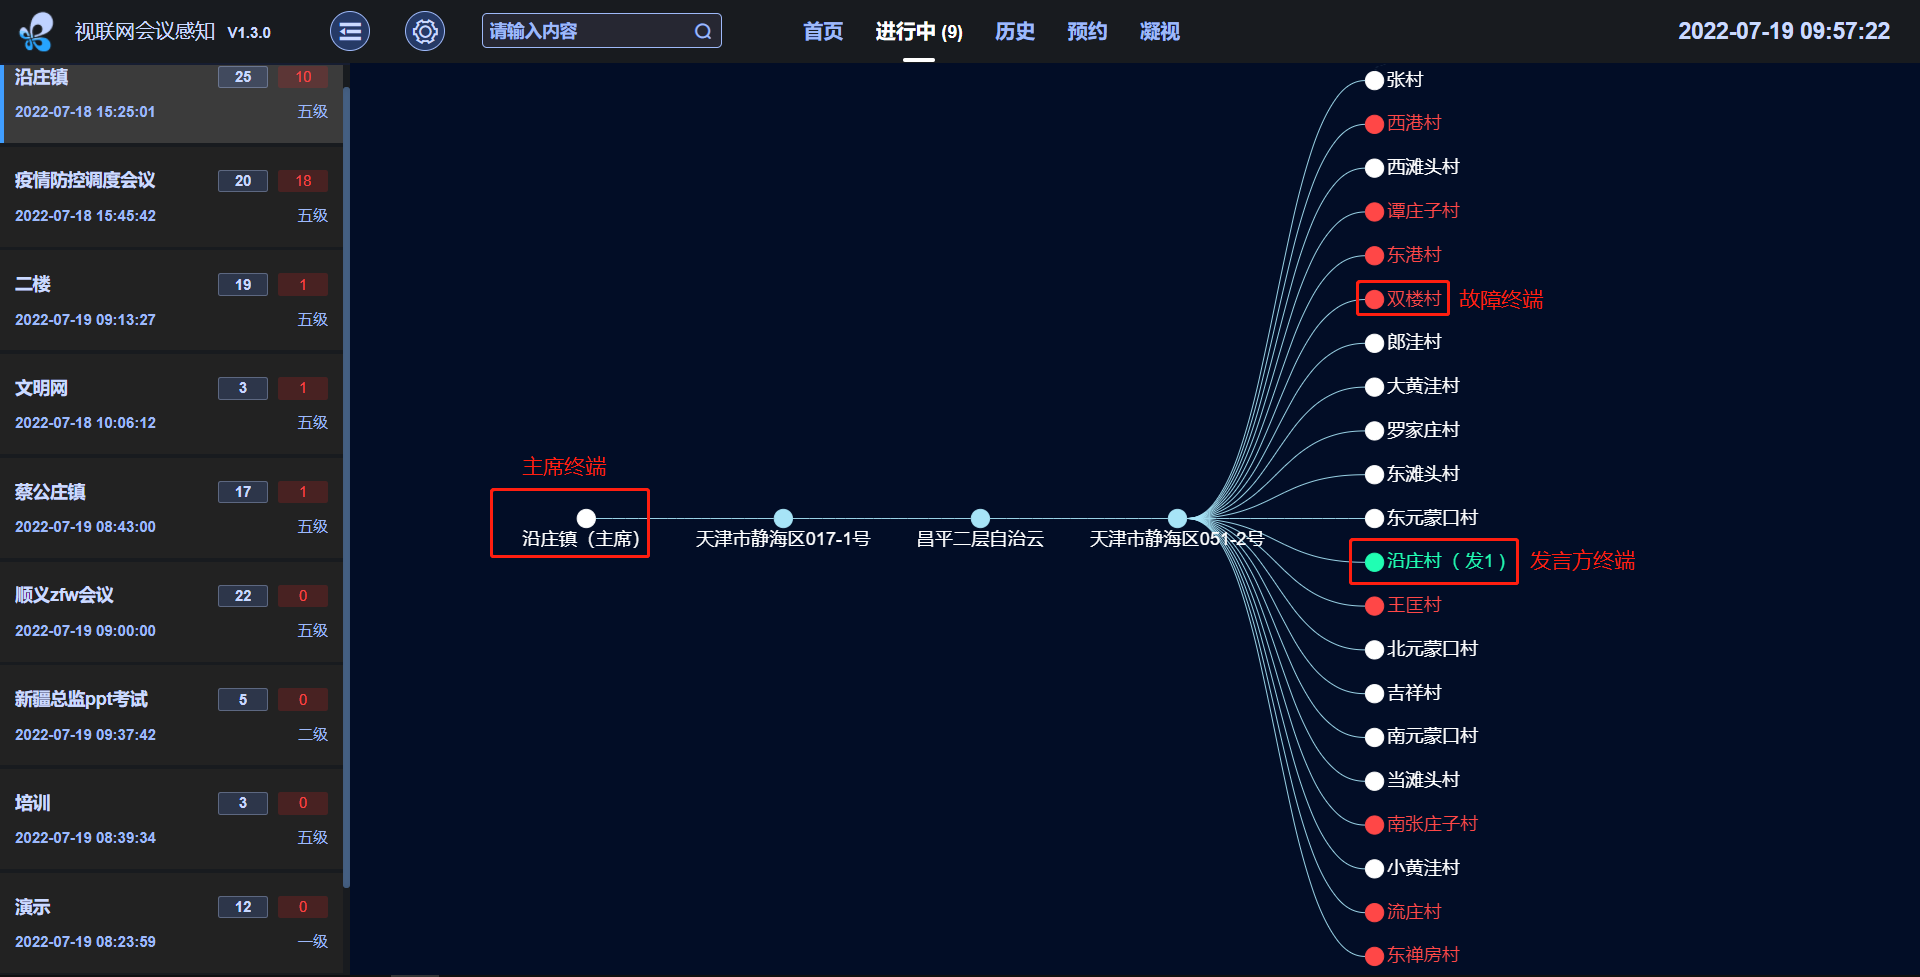 视联网会议感知 V1.3.0
请输入内容
首页
进行中 (9)
历史
预约
凝视
2022-07-19 09:57:22
沿庄镇 25 10
2022-07-18 15:25:01 五级
疫情防控调度会议 20 18
2022-07-18 15:45:42 五级
二楼 19 1
2022-07-19 09:13:27 五级
文明网 3 1
2022-07-18 10:06:12 五级
蔡公庄镇 17 1
2022-07-19 08:43:00 五级
顺义zfw会议 22 0
2022-07-19 09:00:00 五级
新疆总监ppt考试 5 0
2022-07-19 09:37:42 二级
培训 3 0
2022-07-19 08:39:34 五级
演示 12 0
2022-07-19 08:23:59 一级
主席终端
沿庄镇（主席）
天津市静海区017-1号
昌平二层自治云
天津市静海区051-2号
张村
西港村
西滩头村
谭庄子村
东港村
双楼村 故障终端
郎洼村
大黄洼村
罗家庄村
东滩头村
东元蒙口村
沿庄村（发1） 发言方终端
王匡村
北元蒙口村
吉祥村
南元蒙口村
当滩头村
南张庄子村
小黄洼村
流庄村
东禅房村